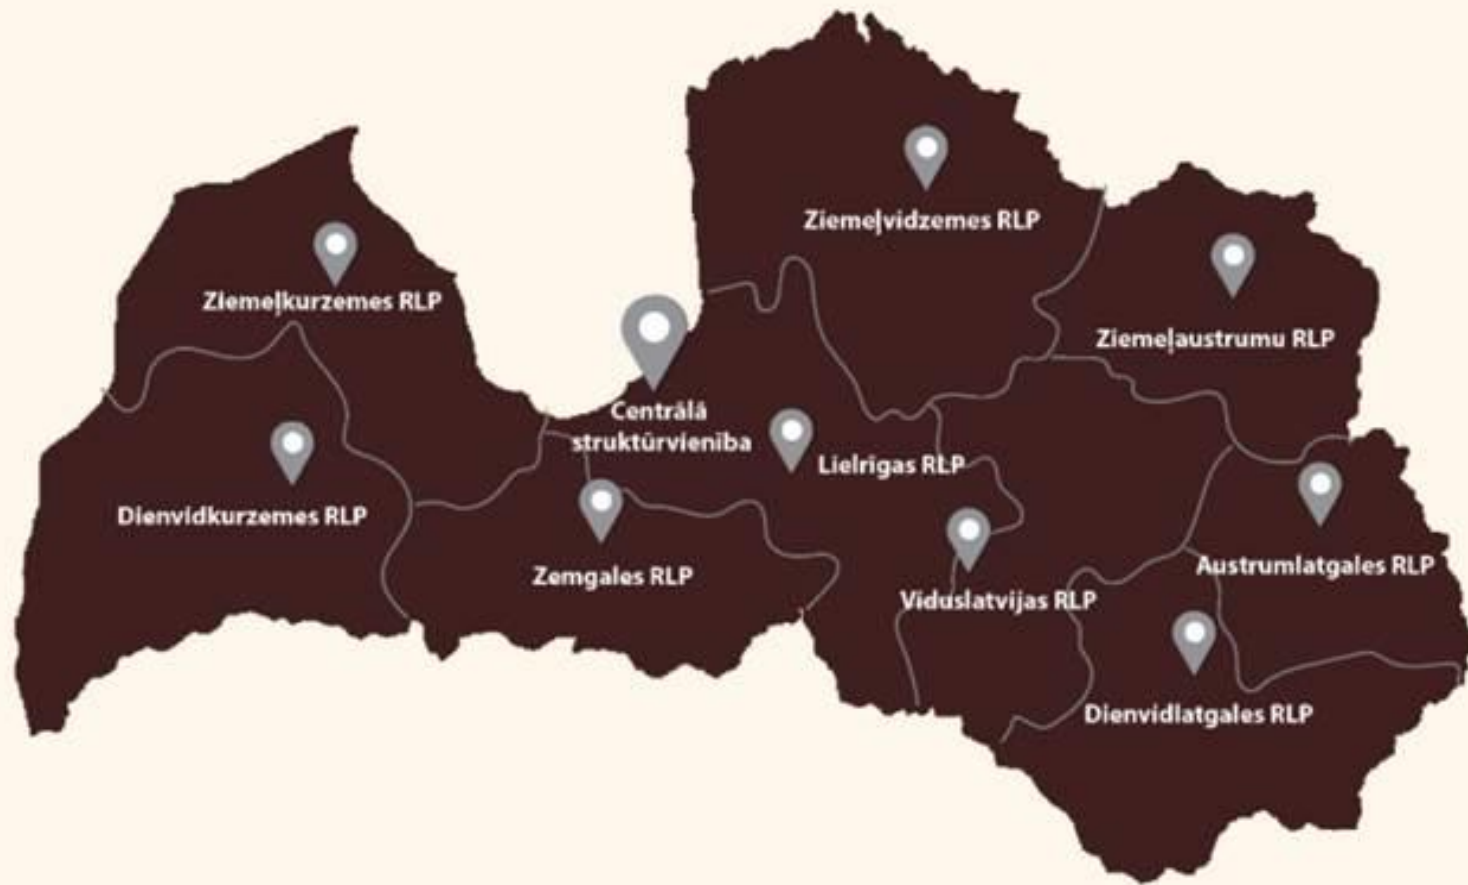 Ziemeļvidzemes RLP
Ziemeļkurzemes RLP
Ziemeļaustrumu RLP
Centrālā
struktūrvienība
Lielrīgas RLP
Dienvidkurzemes RLP
Zemgales RLP
Austrumlatgales RLP
Viduslatvijas RLP
Dienvidlatgales RLP